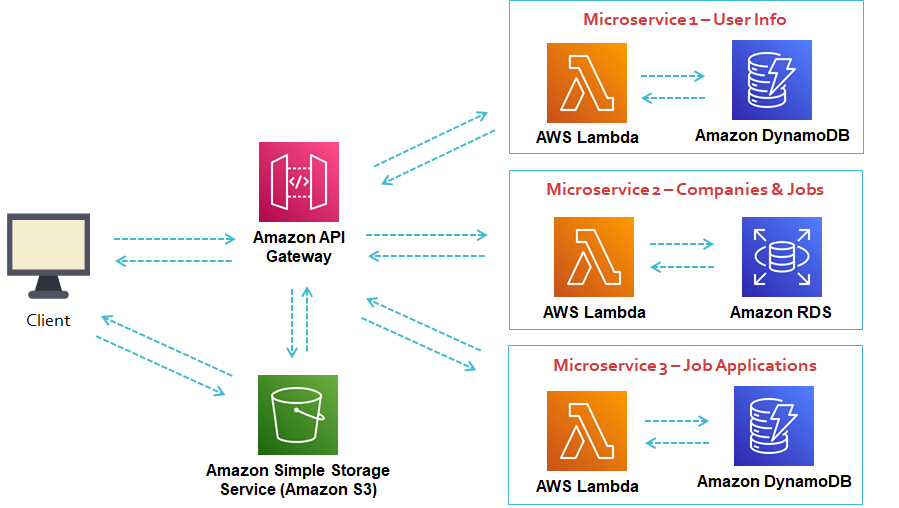 Microservice 1 – User Info
AWS Lambda
Amazon DynamoDB
Microservice 2 – Companies & Jobs
AWS Lambda
Amazon RDS
Microservice 3 – Job Applications
AWS Lambda
Amazon DynamoDB
</>
Amazon API
Gateway
Client
Amazon Simple Storage
Service (Amazon S3)